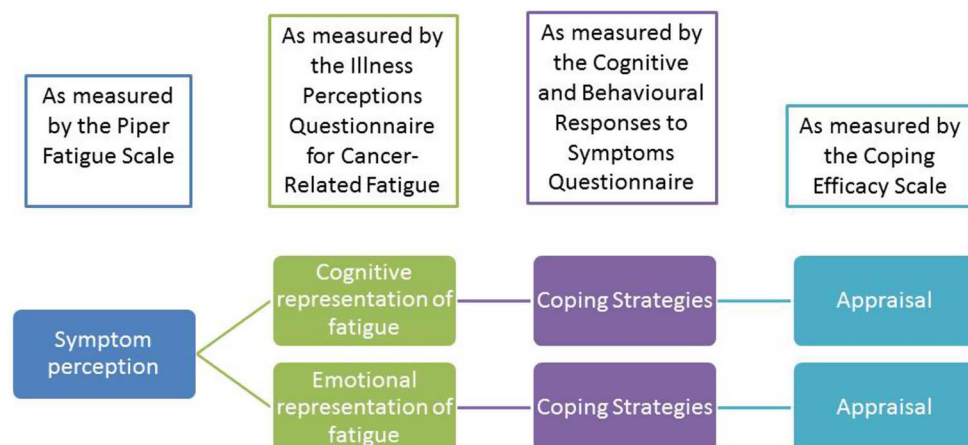 As measured
by the Piper
Fatigue Scale
As measured by
the Illness
Perceptions
Questionnaire
for Cancer-
Related Fatigue
As measured by
the Cognitive
and Behavioural
Responses to
Symptoms
Questionnaire
As measured by
the Coping
Efficacy Scale
Symptom
perception
Cognitive
representation of
fatigue
Coping Strategies
Appraisal
Emotional
representation of
fatigue
Coping Strategies
Appraisal